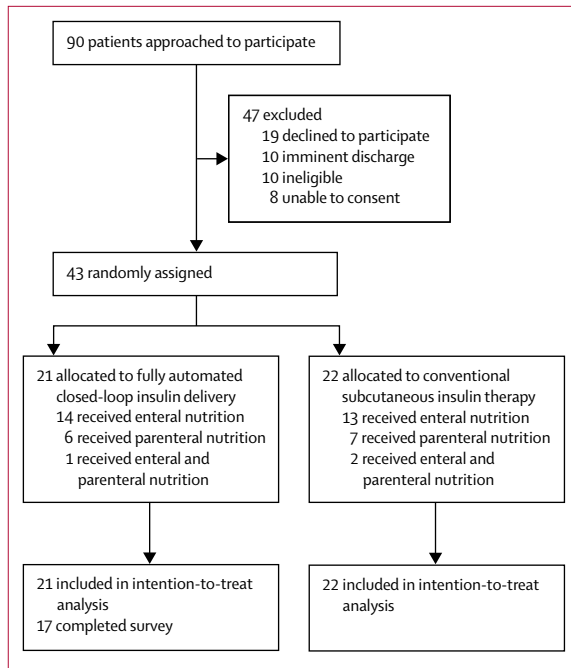 90 patients approached to participate
47 excluded
19 declined to participate
10 imminent discharge
10 ineligible
8 unable to consent
43 randomly assigned
21 allocated to fully automated
closed-loop insulin delivery
14 received enteral nutrition
6 received parenteral nutrition
1 received enteral and
parenteral nutrition
22 allocated to conventional
subcutaneous insulin therapy
13 received enteral nutrition
7 received parenteral nutrition
2 received enteral and
parenteral nutrition
21 included in intention-to-treat
analysis
17 completed survey
22 included in intention-to-treat
analysis